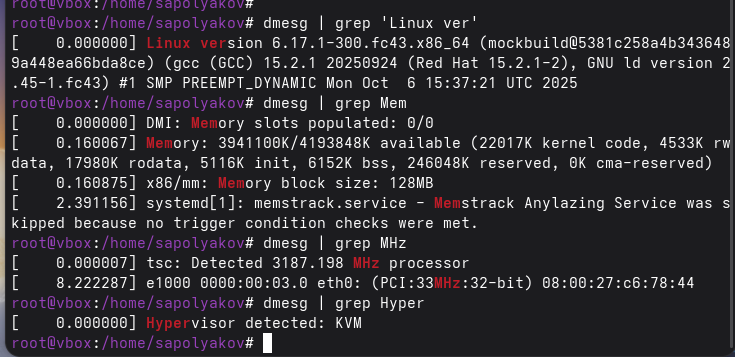 root@vbox:/home/sapolyakov#
root@vbox:/home/sapolyakov# dmesg | grep 'Linux ver'
[    0.000000] Linux version 6.17.1-300.fc43.x86_64 (mockbuild@5381c258a4b343648
9a448ea66bda8ce) (gcc (GCC) 15.2.1 20250924 (Red Hat 15.2.1-2), GNU ld version 2
.45-1.fc43) #1 SMP PREEMPT_DYNAMIC Mon Oct  6 15:37:21 UTC 2025
root@vbox:/home/sapolyakov# dmesg | grep Mem
[    0.000000] DMI: Memory slots populated: 0/0
[    0.160067] Memory: 3941100K/4193848K available (22017K kernel code, 4533K rw
data, 17980K rodata, 5116K init, 6152K bss, 246048K reserved, 0K cma-reserved)
[    0.160875] x86/mm: Memory block size: 128MB
[    2.391156] systemd[1]: memstrack.service - Memstrack Anylazing Service was s
kipped because no trigger condition checks were met.
root@vbox:/home/sapolyakov# dmesg | grep MHz
[    0.000007] tsc: Detected 3187.198 MHz processor
[    8.222287] e1000 0000:00:03.0 eth0: (PCI:33MHz:32-bit) 08:00:27:c6:78:44
root@vbox:/home/sapolyakov# dmesg | grep Hyper
[    0.000000] Hypervisor detected: KVM
root@vbox:/home/sapolyakov#